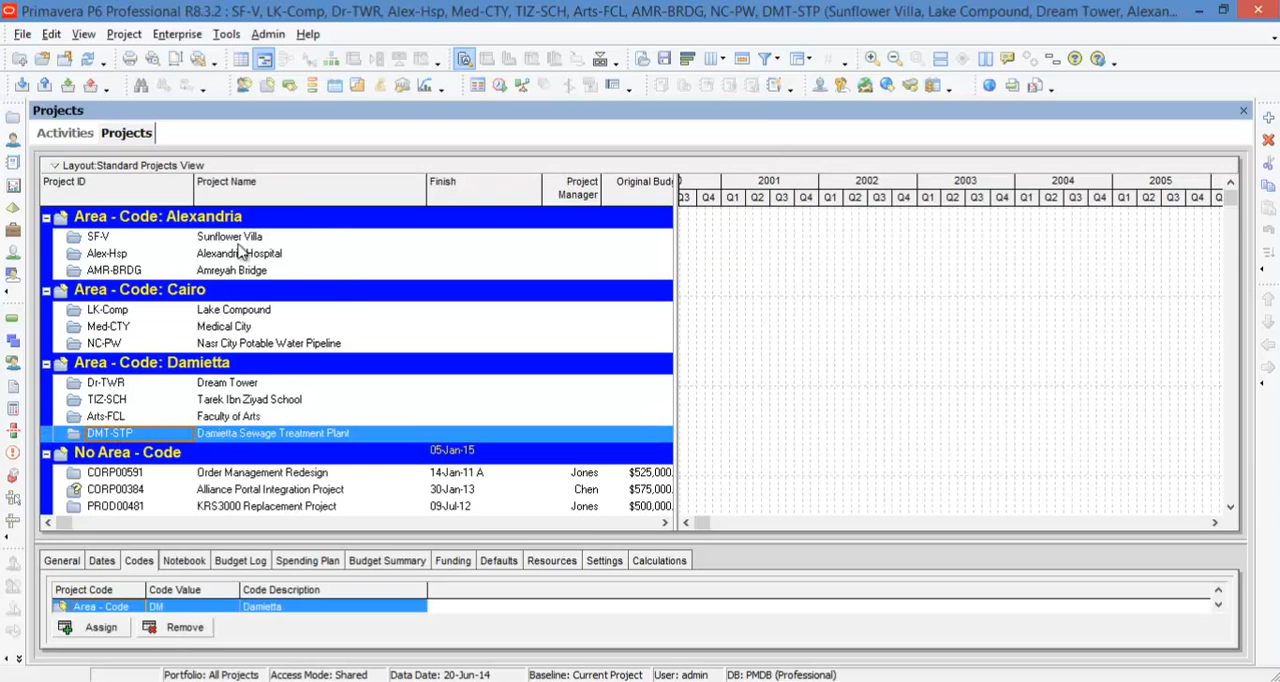 Primavera P6 Professional R8.3.2 : SF-V, LK-Comp, Dr-TWR, Alex-Hsp, Med-CTY, TIZ-SCH, Arts-FCL, AMR-BRDG, NC-PW, DMT-STP (Sunflower Villa, Lake Compound, Dream Tower, Alexan...
File Edit View Project Enterprise Tools Admin Help
Projects
Activities Projects
Layout:Standard Projects View
Project ID Project Name Finish Project Manager Original Budg
2001 2002 2003 2004 2005
Q3 Q4 Q1 Q2 Q3 Q4 Q1 Q2 Q3 Q4 Q1 Q2 Q3 Q4 Q1 Q2 Q3 Q4 Q1 Q2 Q3 Q4 Q
Area - Code: Alexandria
SF-V Sunflower Villa
Alex-Hsp Alexandria Hospital
AMR-BRDG Amreyah Bridge
Area - Code: Cairo
LK-Comp Lake Compound
Med-CTY Medical City
NC-PW Nasr City Potable Water Pipeline
Area - Code: Damietta
Dr-TWR Dream Tower
TIZ-SCH Tarek Ibn Ziyad School
Arts-FCL Faculty of Arts
DMT-STP Damietta Sewage Treatment Plant
No Area - Code 05-Jan-15
CORP00591 Order Management Redesign 14-Jan-11 A Jones $525,000.
CORP00384 Alliance Portal Integration Project 30-Jan-13 Chen $575,000.
PROD00481 KRS3000 Replacement Project 09-Jul-12 Jones $500,000.
General Dates Codes Notebook Budget Log Spending Plan Budget Summary Funding Defaults Resources Settings Calculations
Project Code Code Value Code Description
Area - Code DM Damietta
Assign Remove
Portfolio: All Projects Access Mode: Shared Data Date: 20-Jun-14 Baseline: Current Project User: admin DB: PMDB (Professional)